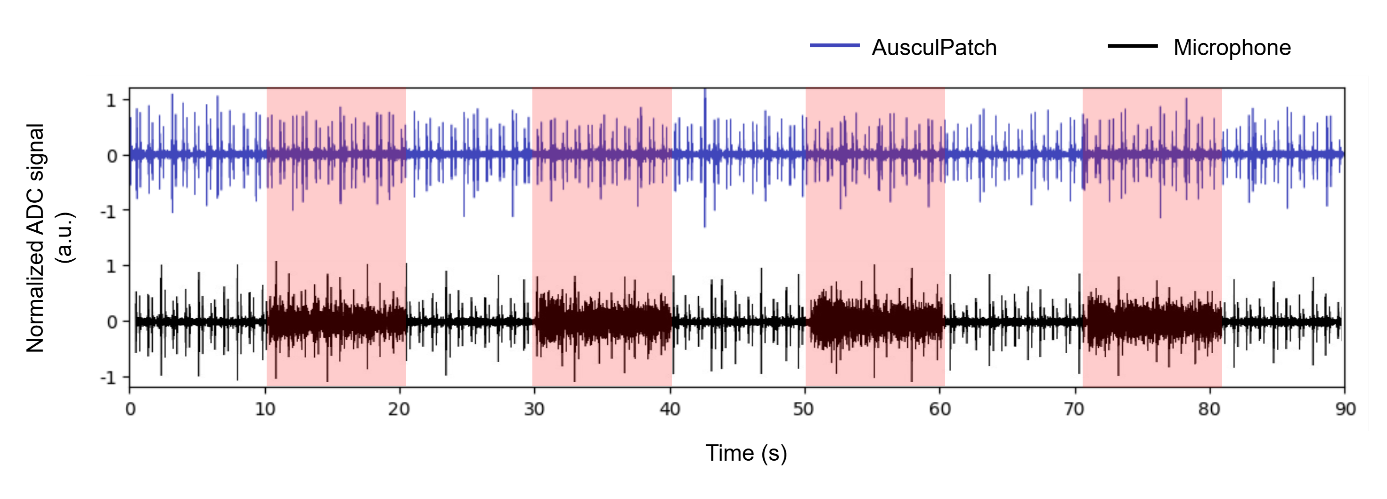 AusculPatch
Microphone
Normalized ADC signal
(a.u.)
1
0
-1
1
0
-1
0 10 20 30 40 50 60 70 80 90
Time (s)